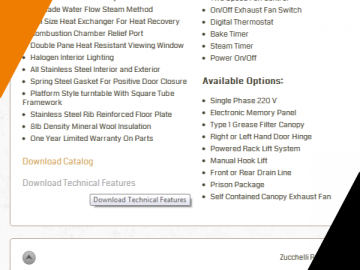 ade Water Flow Steam Method
Size Heat Exchanger For Heat Recovery
ombustion Chamber Relief Port
Double Pane Heat Resistant Viewing Window
Halogen Interior Lighting
All Stainless Steel Interior and Exterior
Spring Steel Gasket For Positive Door Closure
Platform Style turntable With Square Tube
Framework
Stainless Steel Rib Reinforced Floor Plate
8lb Density Mineral Wool Insulation
One Year Limited Warranty On Parts
Download Catalog
Download Technical Features
Download Technical Features
On/Off Exhaust Fan Switch
Digital Thermostat
Bake Timer
Steam Timer
Power On/Off
Available Options:
Single Phase 220 V
Electronic Memory Panel
Type 1 Grease Filter Canopy
Right or Left Hand Door Hinge
Powered Rack Lift System
Manual Hook Lift
Front or Rear Drain Line
Prison Package
Self Contained Canopy Exhaust Fan
Zucchelli